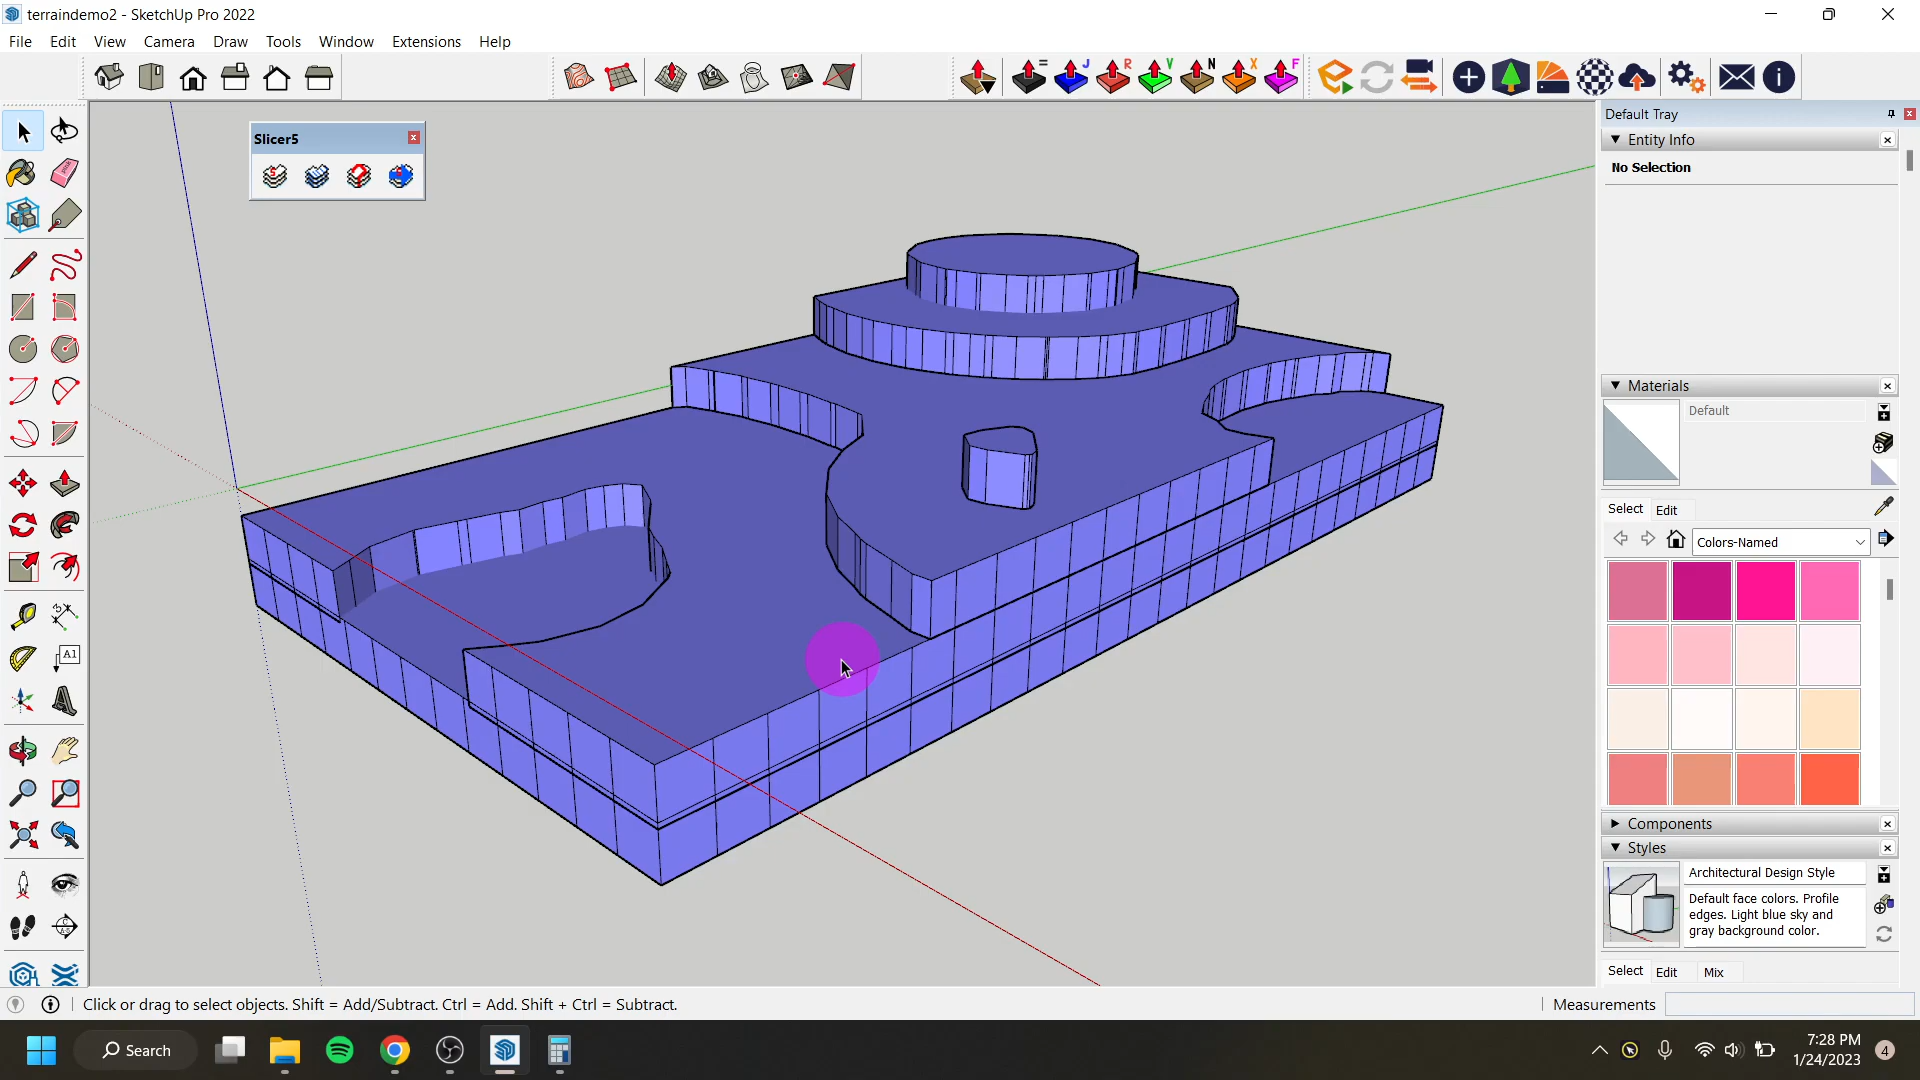 terraindemo2 - SketchUp Pro 2022
File Edit View Camera Draw Tools Window Extensions Help
= J R V N X F
Slicer5
Default Tray
Entity Info
No Selection
Materials
Default
Select Edit
Colors-Named
Components
Styles
Architectural Design Style
Default face colors. Profile
edges. Light blue sky and
gray background color.
Select Edit Mix
A1
Click or drag to select objects. Shift = Add/Subtract. Ctrl = Add. Shift + Ctrl = Subtract.
Measurements
Search
7:28 PM
1/24/2023
4